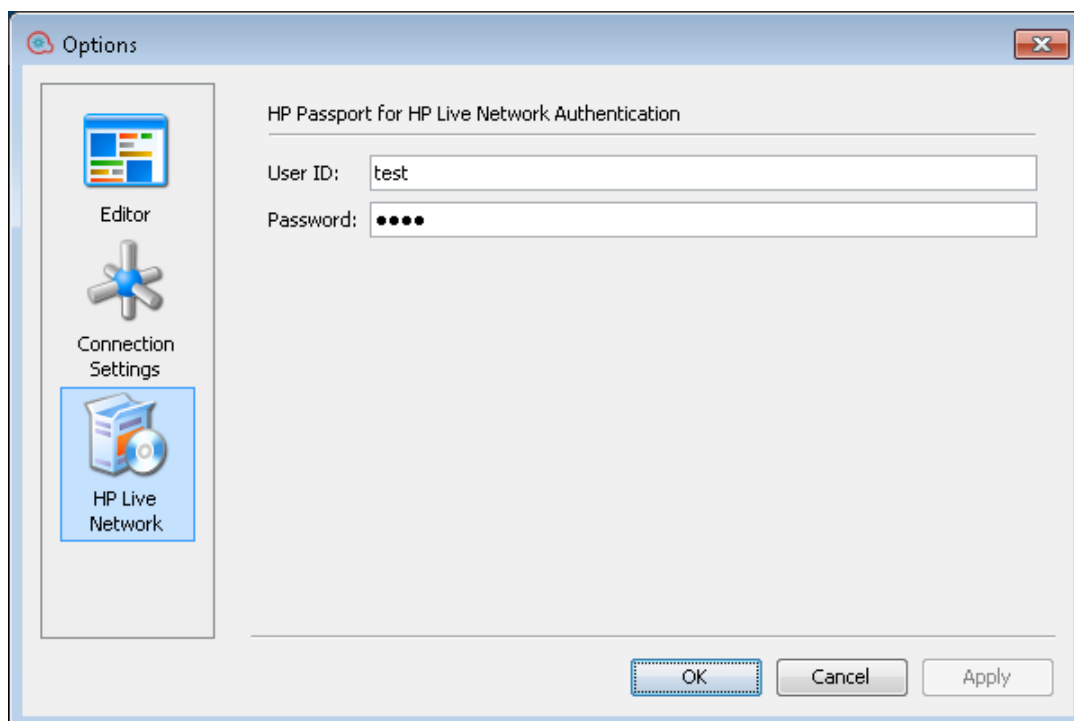 Options
Editor
Connection
Settings
HP Live
Network
HP Passport for HP Live Network Authentication
User ID: test
Password: ••••
OK Cancel Apply